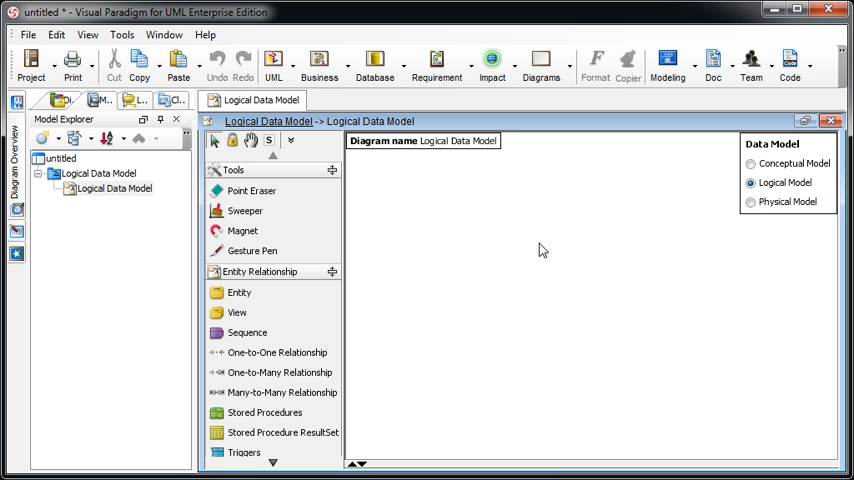 untitled * - Visual Paradigm for UML Enterprise Edition
File Edit View Tools Window Help
Project Print Cut Copy Paste Undo Redo UML Business Database Requirement Impact Diagrams Format Copier Modeling Doc Team Code
Di M.. L.. Cl..
Logical Data Model
Model Explorer
Logical Data Model -> Logical Data Model
Diagram Overview
S
Diagram name Logical Data Model
untitled
Logical Data Model
Logical Data Model
Tools
Point Eraser
Sweeper
Magnet
Gesture Pen
Entity Relationship
Entity
View
Sequence
One-to-One Relationship
One-to-Many Relationship
Many-to-Many Relationship
Stored Procedures
Stored Procedure ResultSet
Triggers
Data Model
Conceptual Model
Logical Model
Physical Model